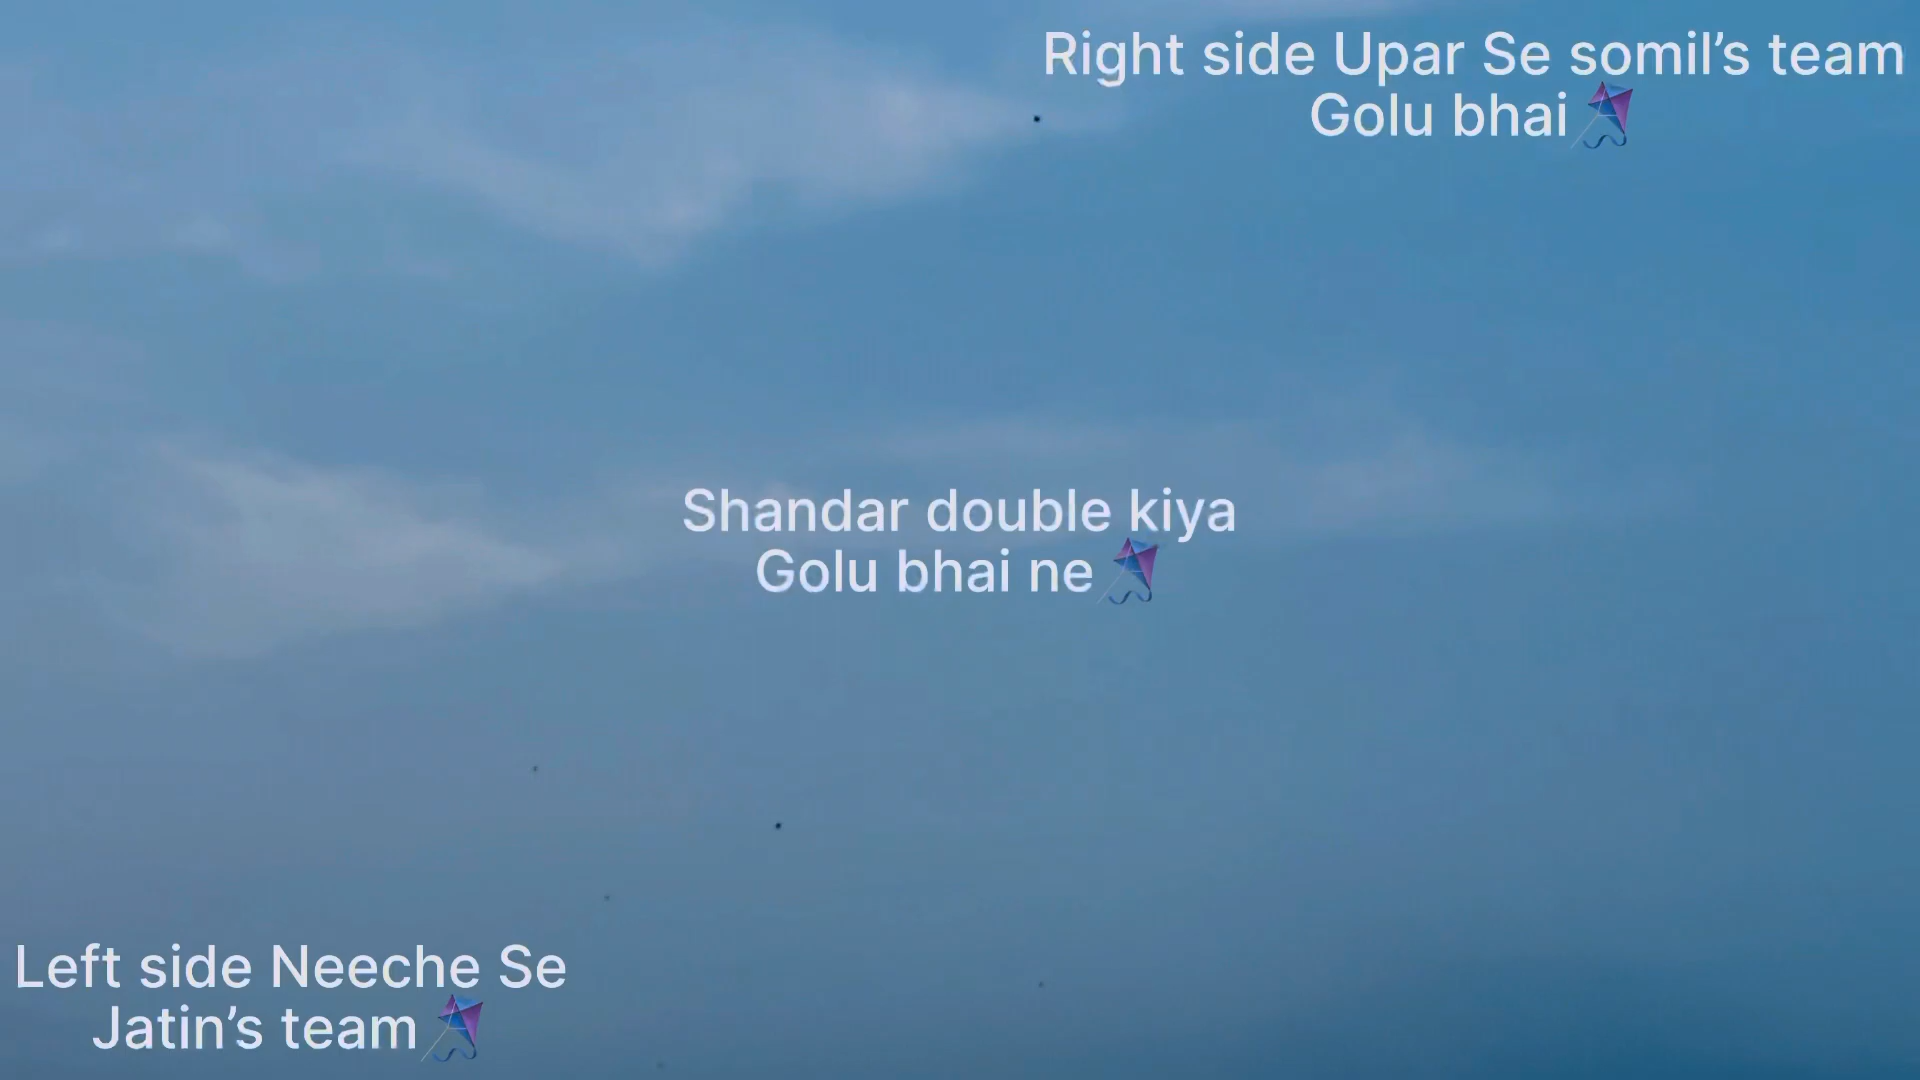 Right side Upar Se somil’s team
Golu bhai🪁
Shandar double kiya
Golu bhai ne🪁
Left side Neeche Se
Jatin’s team🪁